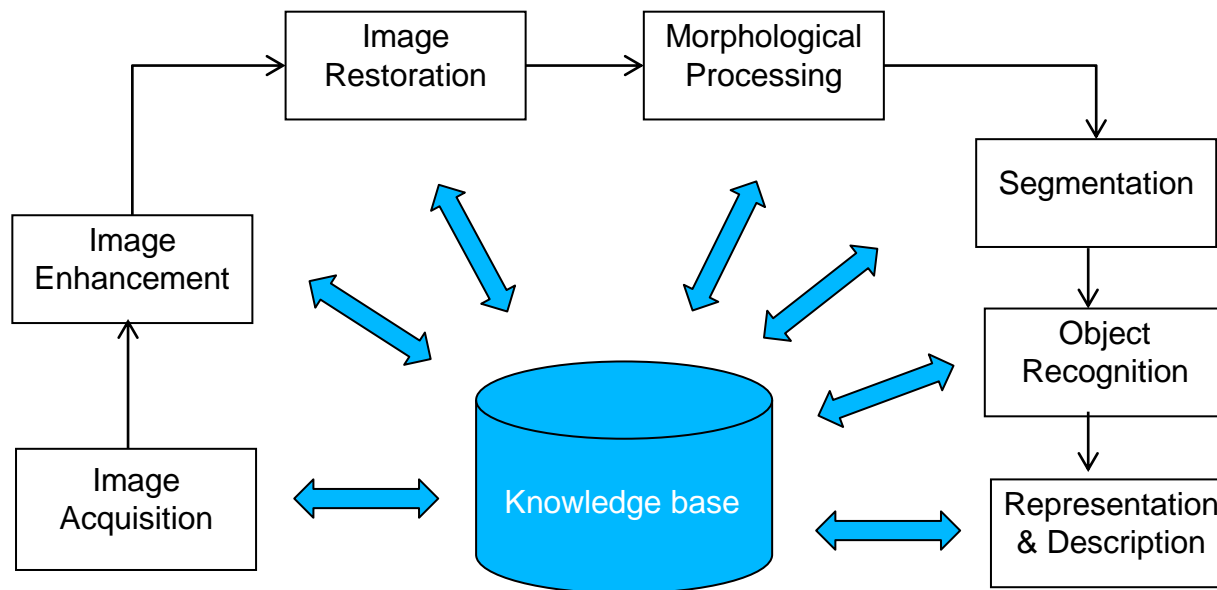 Image
Restoration
Morphological
Processing
Segmentation
Image
Enhancement
Object
Recognition
Image
Acquisition
Knowledge base
Representation
& Description